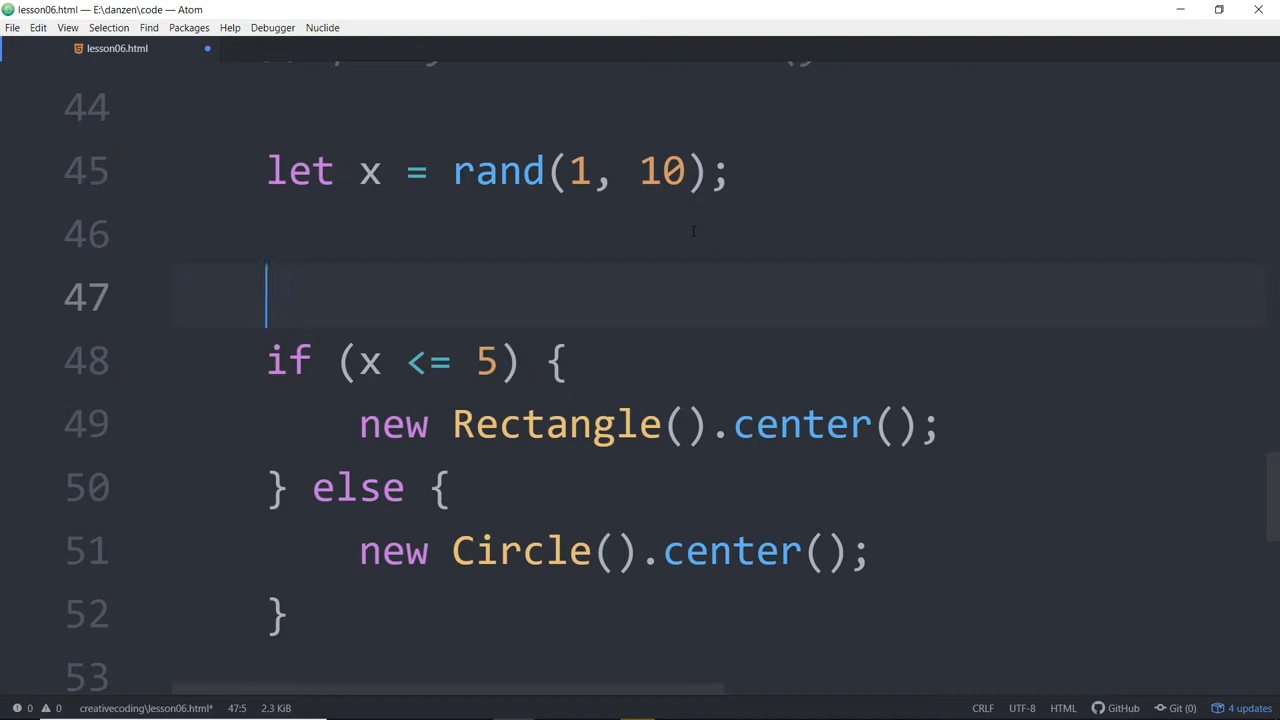 lesson06.html — E:\danzen\code — Atom
File Edit View Selection Find Packages Help Debugger Nuclide
lesson06.html
44
45 let x = rand(1, 10);
46
47
48 if (x <= 5) {
49 new Rectangle().center();
50 } else {
51 new Circle().center();
52 }
53
0 0 creativecoding\lesson06.html* 47:5 2.3 KiB CRLF UTF-8 HTML GitHub Git (0) 4 updates